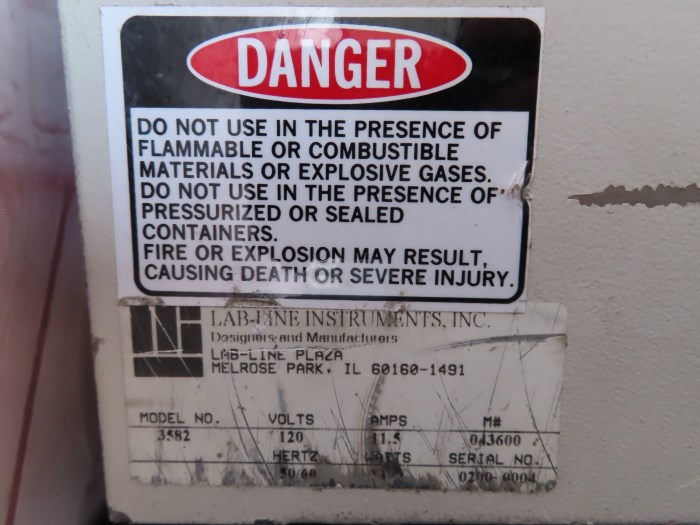 DANGER
DO NOT USE IN THE PRESENCE OF
FLAMMABLE OR COMBUSTIBLE
MATERIALS OR EXPLOSIVE GASES.
DO NOT USE IN THE PRESENCE OF
PRESSURIZED OR SEALED
CONTAINERS.
FIRE OR EXPLOSION MAY RESULT,
CAUSING DEATH OR SEVERE INJURY.
LAB-LINE INSTRUMENTS, INC.
Designers and Manufacturers
LAB-LINE PLAZA
MELROSE PARK, IL 60160-1491
MODEL NO. VOLTS AMPS M#
3582 120 11.5 043600
HERTZ WATTS SERIAL NO.
50/60 0200-0004